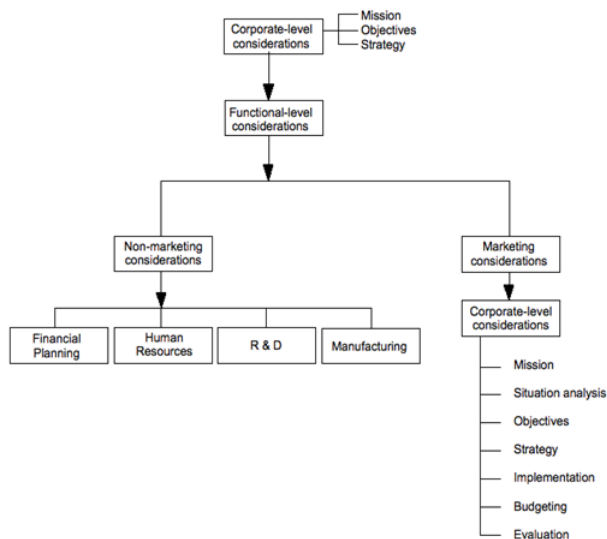 Corporate-level
considerations
Mission
Objectives
Strategy
Functional-level
considerations
Non-marketing
considerations
Marketing
considerations
Financial
Planning
Human
Resources
R & D
Manufacturing
Corporate-level
considerations
Mission
Situation analysis
Objectives
Strategy
Implementation
Budgeting
Evaluation